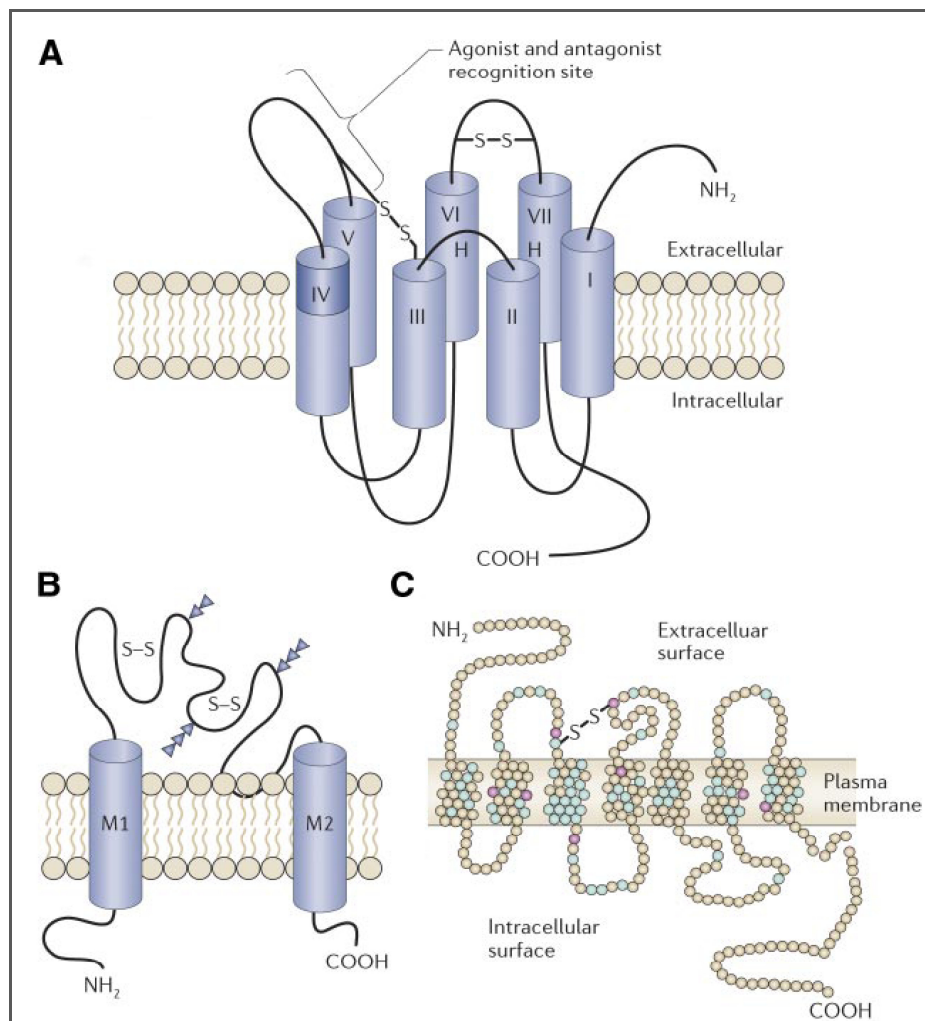 A
Agonist and antagonist
recognition site
S–S
NH2
S
S
V
VI
VII
H
H
I
Extracellular
IV
III
II
Intracellular
COOH
B
C
NH2
Extracelluar
surface
S–S
S–S
S–S
M1
M2
Plasma
membrane
Intracellular
surface
NH2
COOH
COOH